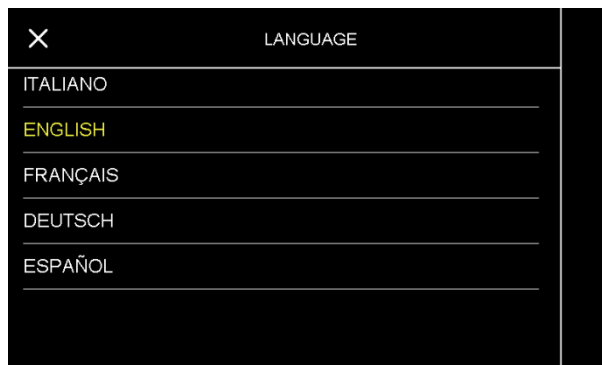 LANGUAGE
ITALIANO
ENGLISH
FRANÇAIS
DEUTSCH
ESPAÑOL